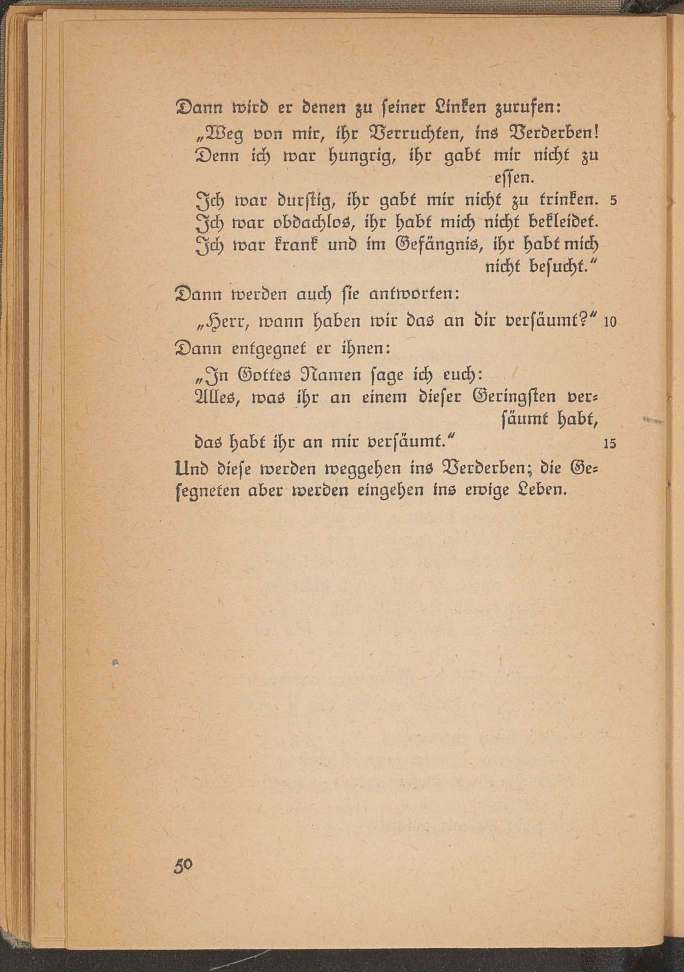 Dann wird er denen zu seiner Linken zurufen:
„Weg von mir, ihr Verruchten, ins Verderben!
Denn ich war hungrig, ihr gabt mir nicht zu
essen.
Ich war durstig, ihr gabt mir nicht zu trinken. 5
Ich war obdachlos, ihr habt mich nicht bekleidet.
Ich war krank und im Gefängnis, ihr habt mich
nicht besucht.“
Dann werden auch sie antworten:
„Herr, wann haben wir das an dir versäumt?“ 10
Dann entgegnet er ihnen:
„In Gottes Namen sage ich euch:
Alles, was ihr an einem dieser Geringsten ver=
säumt habt,
das habt ihr an mir versäumt.“ 15
Und diese werden weggehen ins Verderben; die Ge=
segneten aber werden eingehen ins ewige Leben.
50